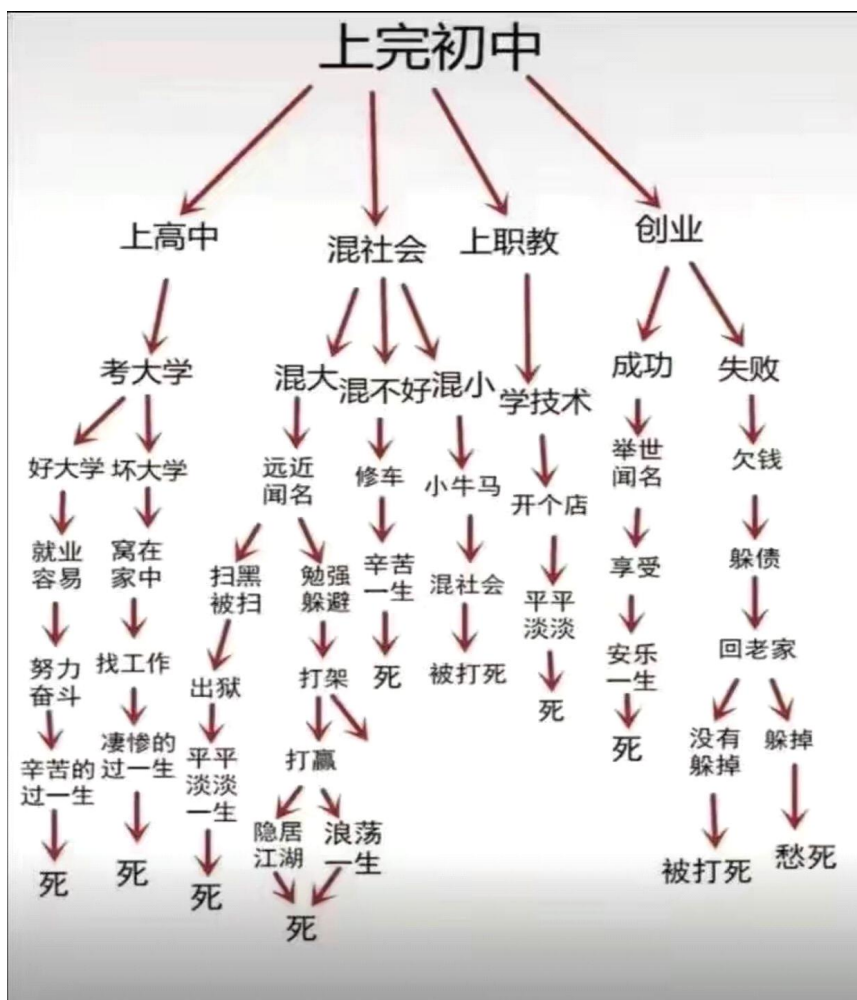 上完初中
上高中
混社会
上职教
创业
考大学
混大
混不好
混小
学技术
成功
失败
好大学
坏大学
远近
闻名
修车
小牛马
开个店
举世
闻名
欠钱
就业
容易
窝在
家中
扫黑
被扫
勉强
躲避
辛苦
一生
混社会
平平
淡淡
享受
躲债
努力
奋斗
找工作
出狱
打架
死
被打死
死
安乐
一生
回老家
辛苦的
过一生
凄惨的
过一生
平平
淡淡
一生
打赢
死
没有
躲掉
躲掉
死
死
死
隐居
江湖
浪荡
一生
死
被打死
愁死